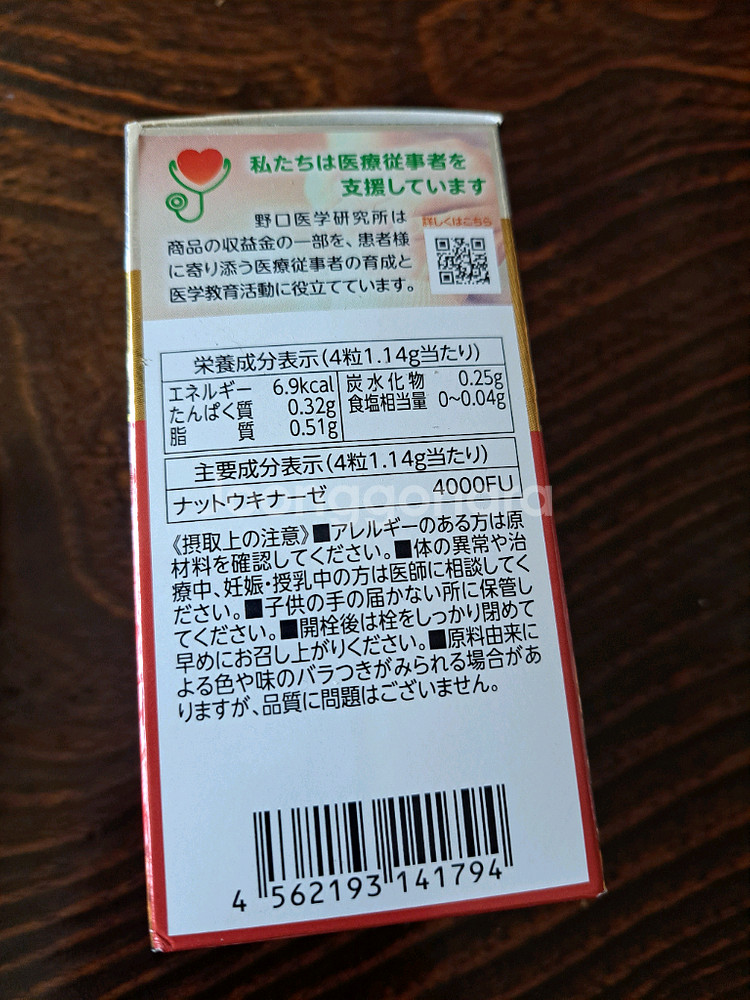 私たちは医療従事者を
支援しています
野口医学研究所は
商品の収益金の一部を、患者様
に寄り添う医療従事者の育成と
医学教育活動に役立てています。
詳しくはこちら
栄養成分表示(4粒1.14g当たり)
エネルギー 6.9kcal 炭水化物 0.25g
たんぱく質 0.32g 食塩相当量 0~0.04g
脂質 0.51g
主要成分表示(4粒1.14g当たり)
ナットウキナーゼ 4000FU
《摂取上の注意》■アレルギーのある方は原
材料を確認してください。■体の異常や治
療中、妊娠・授乳中の方は医師に相談してく
ださい。■子供の手の届かない所に保管し
てください。■開栓後は栓をしっかり閉めて
早めにお召し上がりください。■原料由来に
よる色や味のバラつきがみられる場合があ
りますが、品質に問題はございません。
4 562193 141794